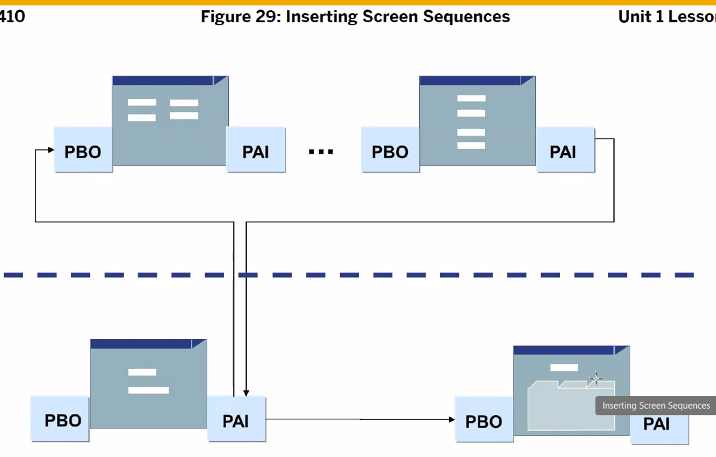 410
Figure 29: Inserting Screen Sequences
Unit 1 Lesso
PBO
PAI
...
PBO
PAI
PBO
PAI
PBO
Inserting Screen Sequences
PAI